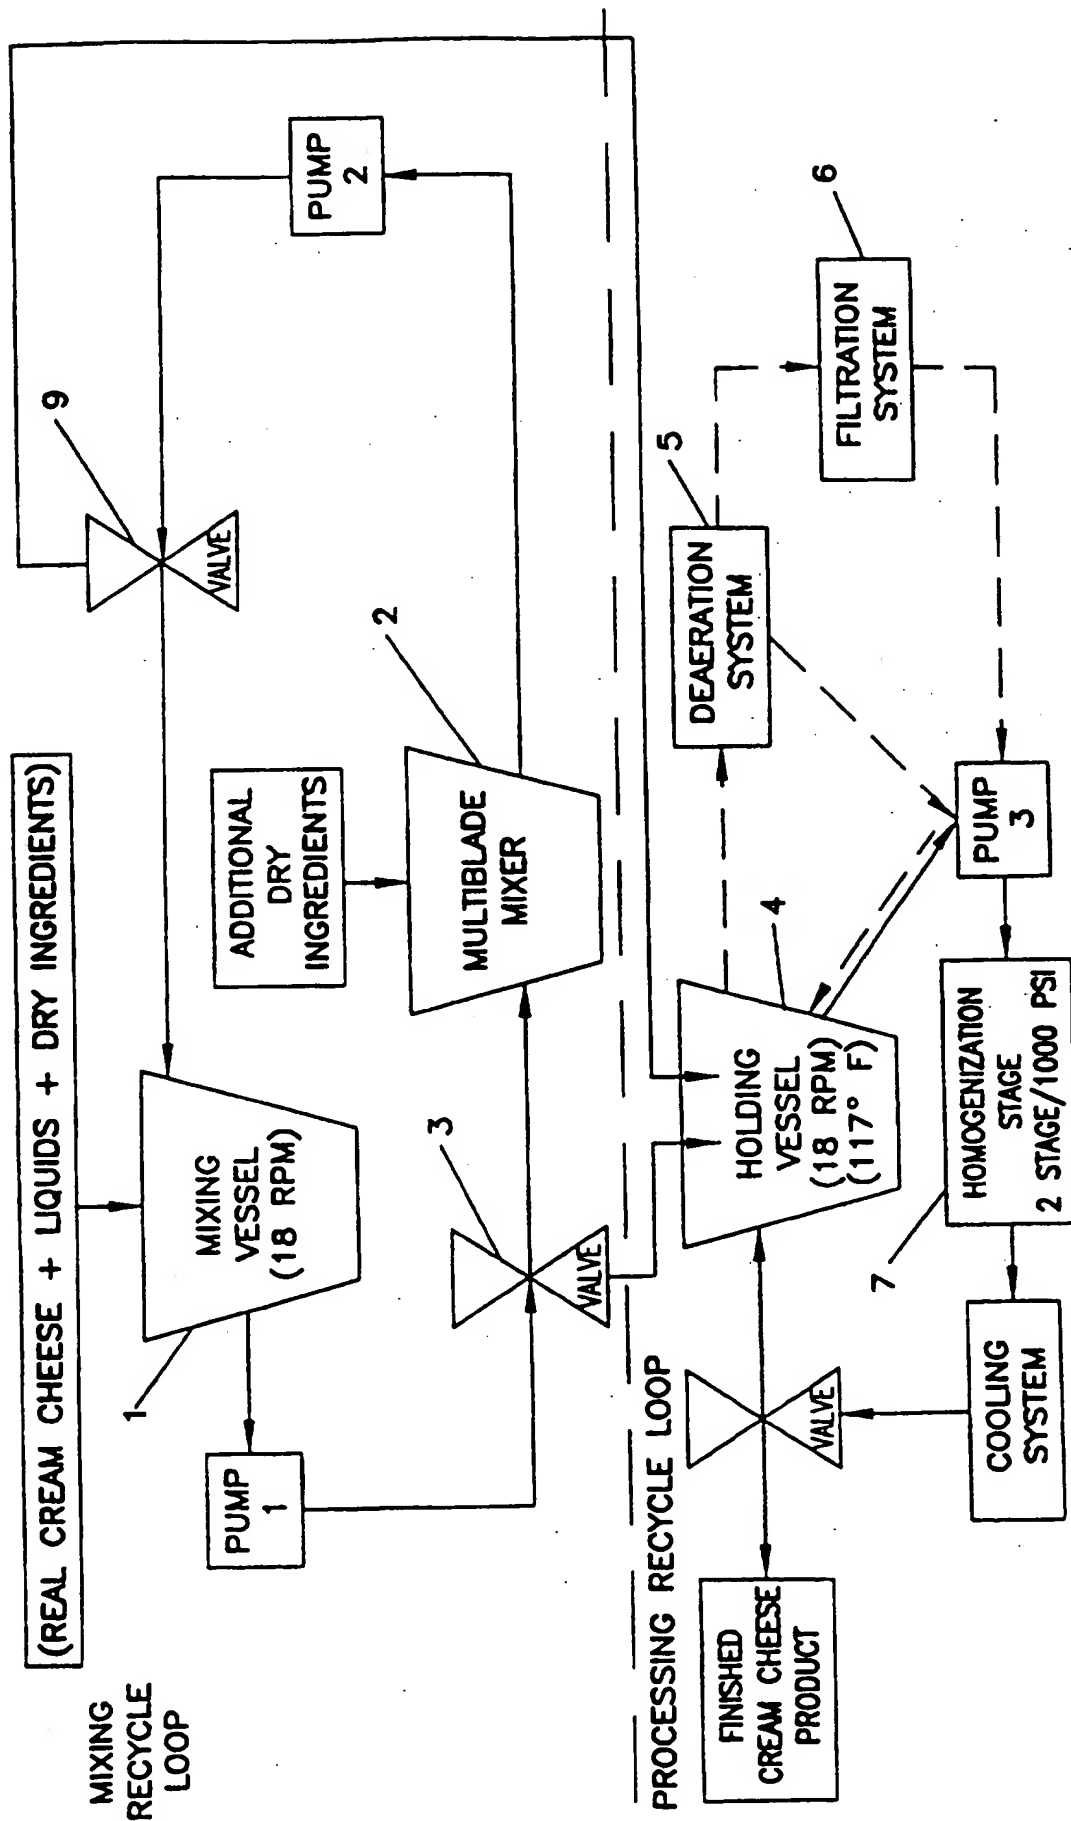 MIXING
RECYCLE
LOOP
(REAL CREAM CHEESE + LIQUIDS + DRY INGREDIENTS)
1
MIXING
VESSEL
(18 RPM)
9
VALVE
PUMP
1
3
VALVE
ADDITIONAL
DRY
INGREDIENTS
2
MULTIBLADE
MIXER
PUMP
2
PROCESSING RECYCLE LOOP
FINISHED
CREAM CHEESE
PRODUCT
VALVE
HOLDING
VESSEL
(18 RPM)
(117° F)
4
DEAERATION
SYSTEM
5
FILTRATION
SYSTEM
6
COOLING
SYSTEM
7
HOMOGENIZATION
STAGE
2 STAGE/1000 PSI
PUMP
3